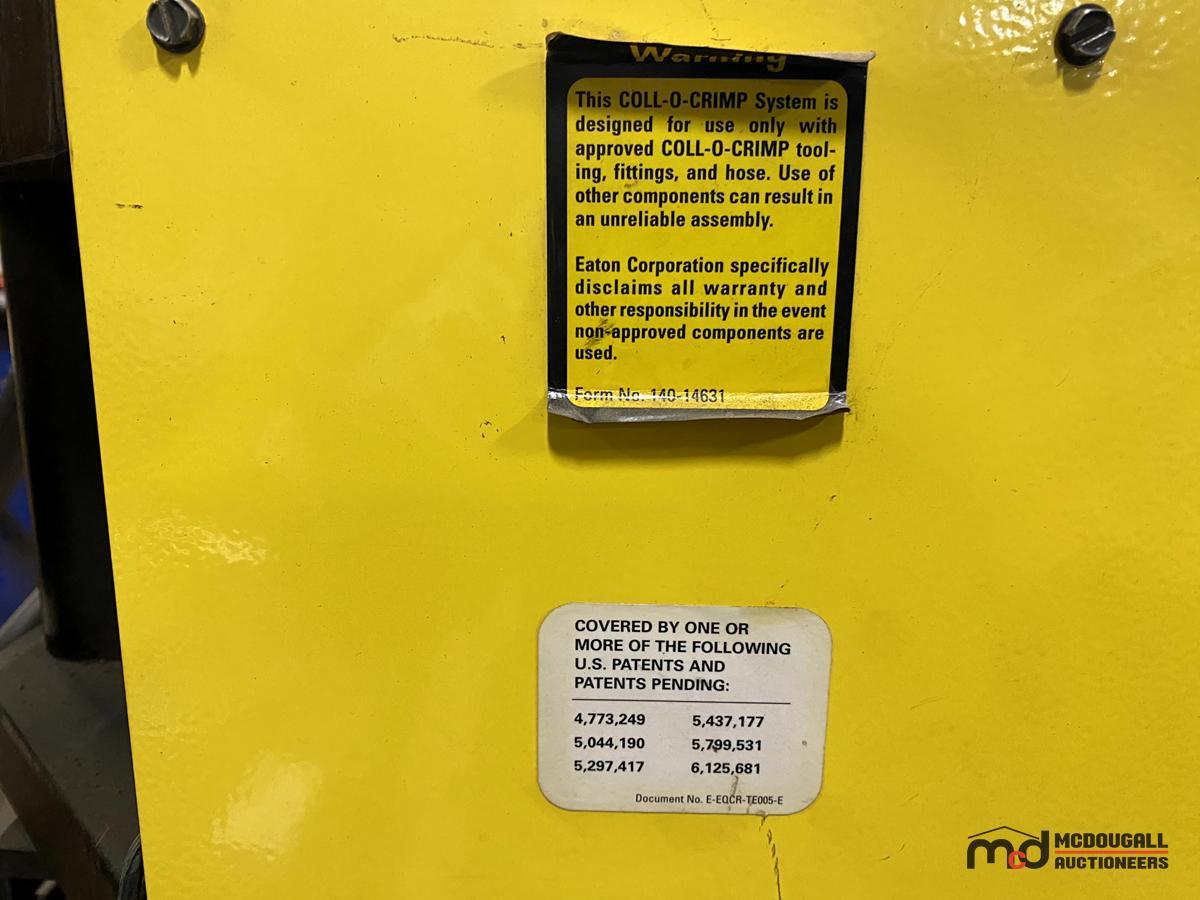 Warning
This COLL-O-CRIMP System is
designed for use only with
approved COLL-O-CRIMP tool-
ing, fittings, and hose. Use of
other components can result in
an unreliable assembly.
Eaton Corporation specifically
disclaims all warranty and
other responsibility in the event
non-approved components are
used.
Form No. 140-14631
COVERED BY ONE OR
MORE OF THE FOLLOWING
U.S. PATENTS AND
PATENTS PENDING:
4,773,249 5,437,177
5,044,190 5,799,531
5,297,417 6,125,681
Document No. E-EQCR-TE005-E
mcd MCDOUGALL
AUCTIONEERS